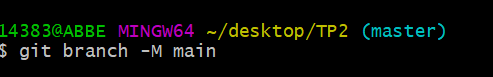 14383@ABBE MINGW64 ~/desktop/TP2 (master)
$ git branch -M main